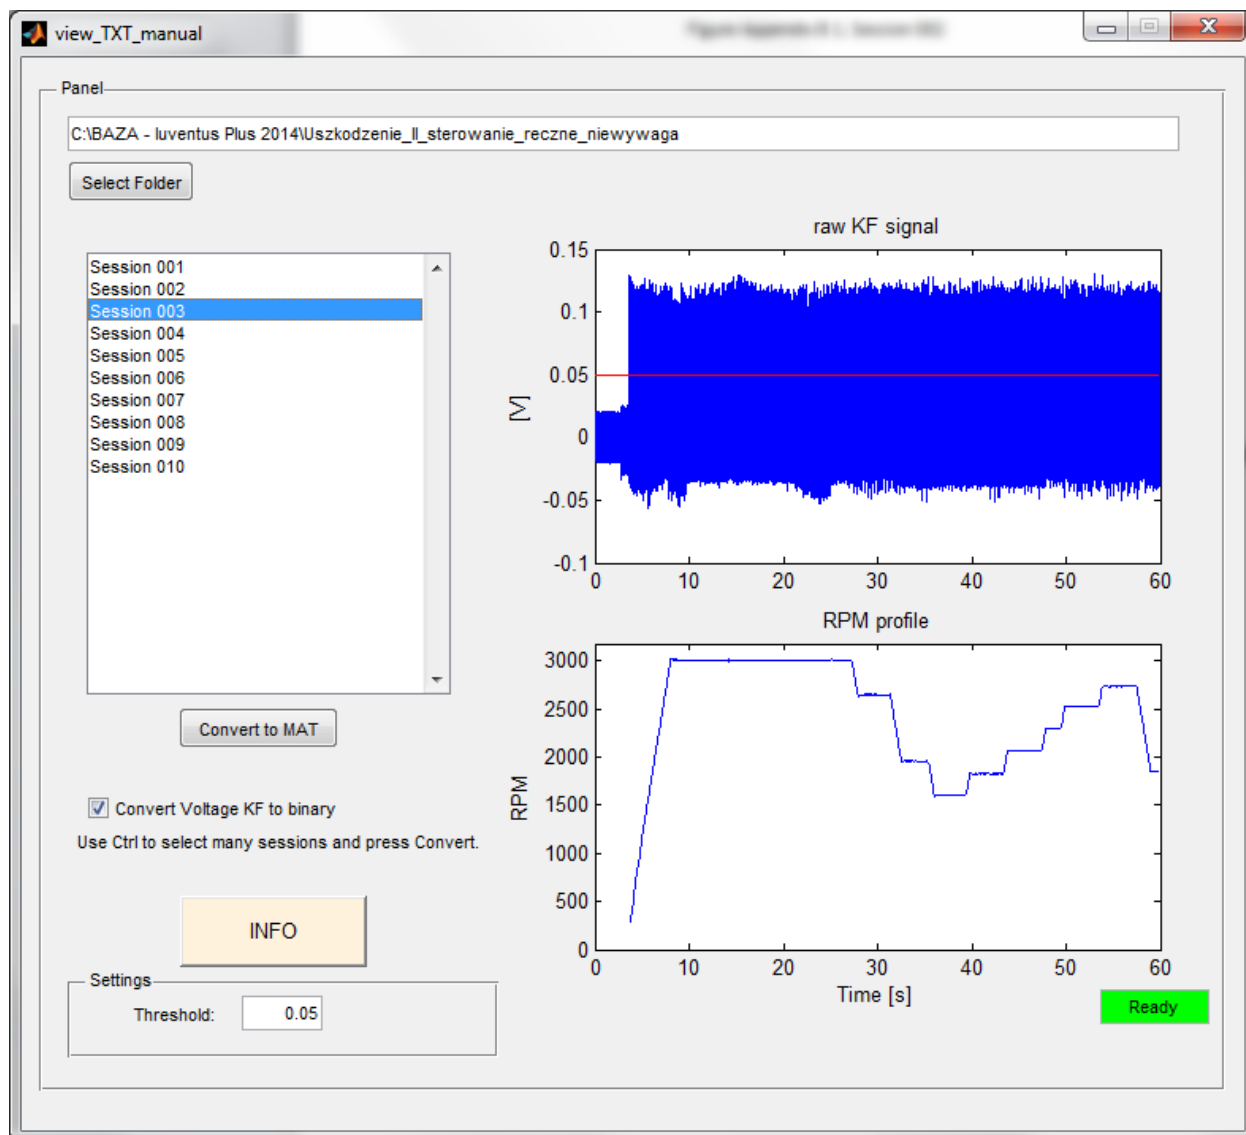 view_TXT_manual
Panel
C:\BAZA - Iuventus Plus 2014\Uszkodzenie_II_sterowanie_reczne_niewywaga
Select Folder
Session 001
Session 002
Session 003
Session 004
Session 005
Session 006
Session 007
Session 008
Session 009
Session 010
Convert to MAT
Convert Voltage KF to binary
Use Ctrl to select many sessions and press Convert.
INFO
Settings
Threshold: 0.05
raw KF signal
[V]
0.15
0.1
0.05
0
-0.05
-0.1
0 10 20 30 40 50 60
RPM profile
RPM
3000
2500
2000
1500
1000
500
0
0 10 20 30 40 50 60
Time [s]
Ready